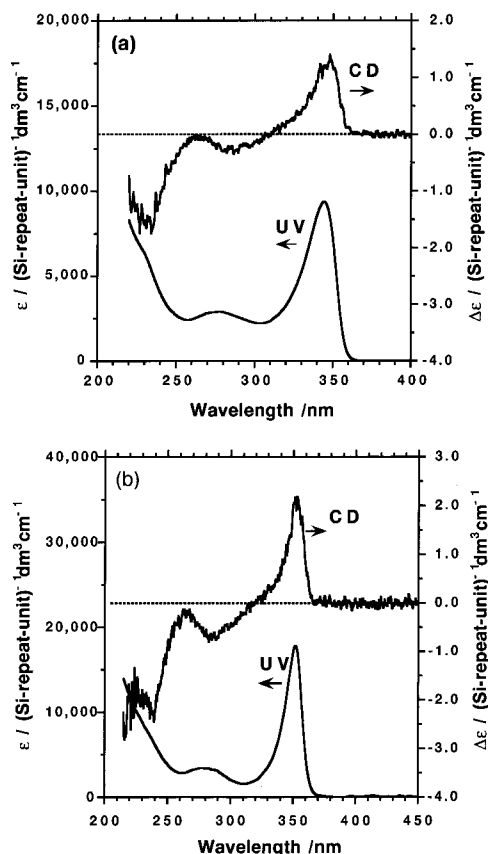 (a)
20,000
15,000
10,000
5,000
0
ε / (Si-repeat-unit)⁻¹dm³cm⁻¹
CD
→
UV
←
2.0
1.0
0.0
-1.0
-2.0
-3.0
-4.0
Δε / (Si-repeat-unit)⁻¹dm³cm⁻¹
200 250 300 350 400
Wavelength /nm
(b)
40,000
30,000
20,000
10,000
0
ε / (Si-repeat-unit)⁻¹dm³cm⁻¹
CD
→
UV
←
3.0
2.0
1.0
0.0
-1.0
-2.0
-3.0
-4.0
Δε / (Si-repeat-unit)⁻¹dm³cm⁻¹
200 250 300 350 400 450
Wavelength /nm